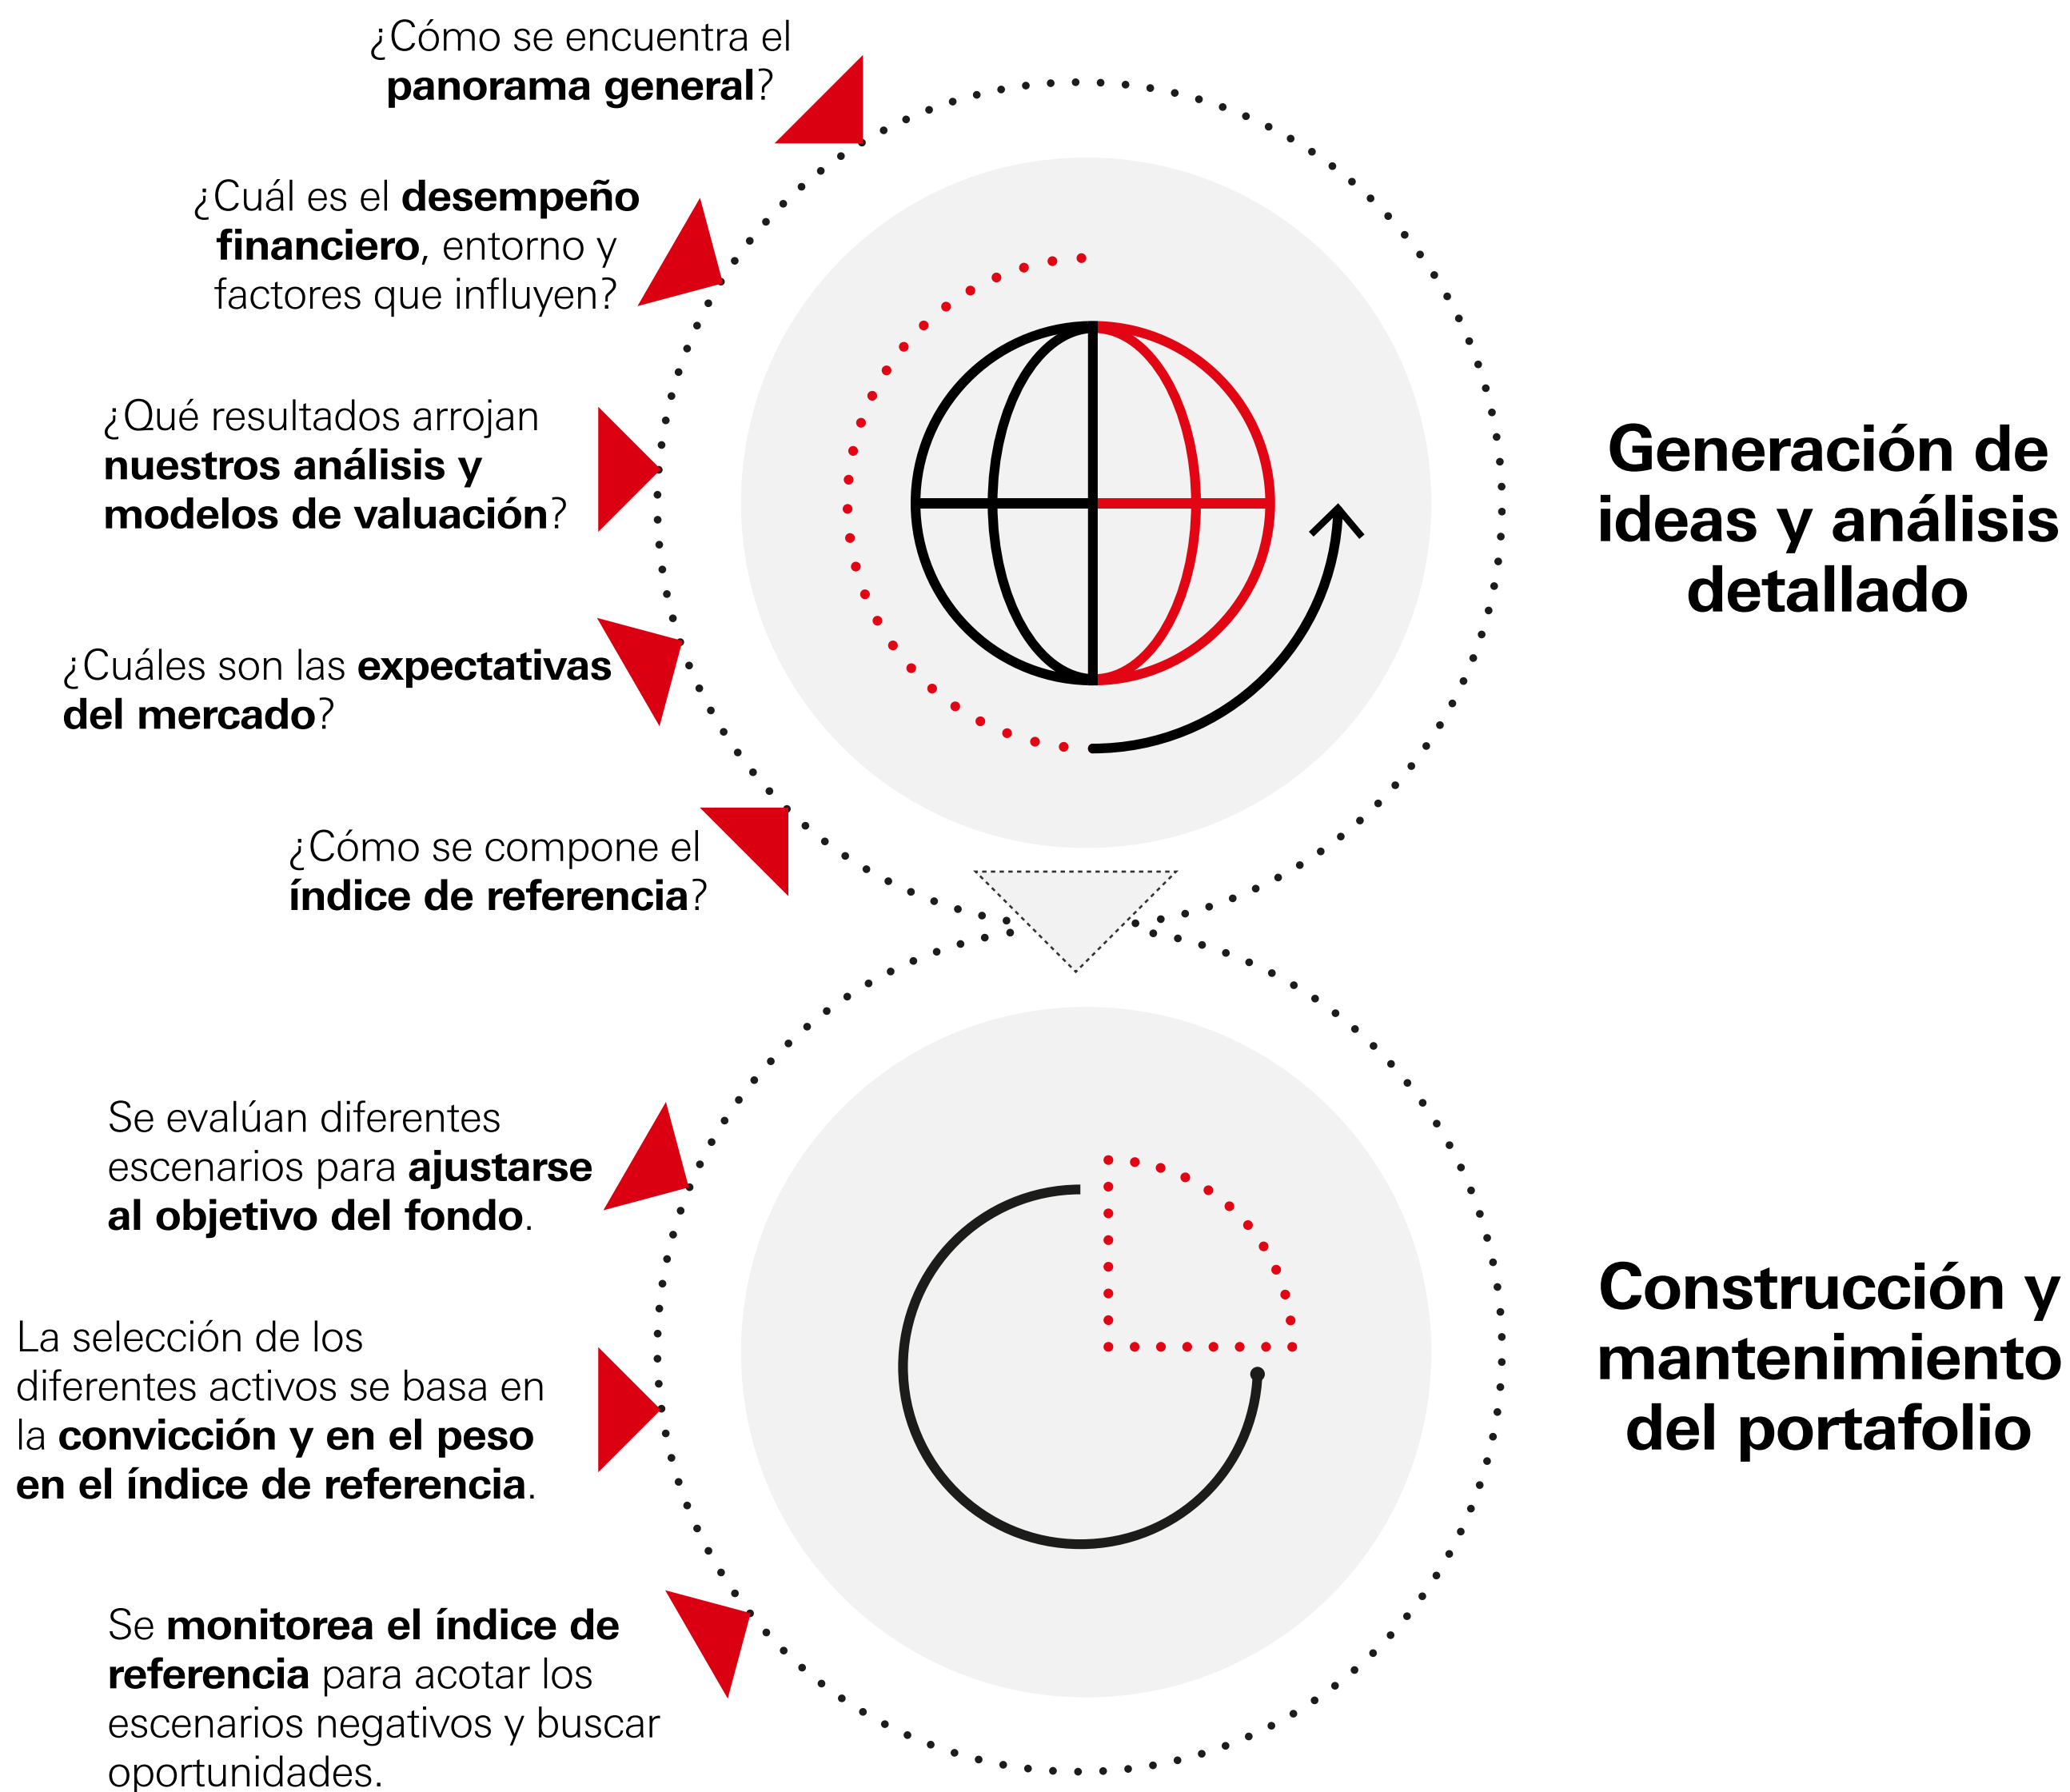 ¿Cómo se encuentra el
panorama general?
¿Cuál es el desempeño
financiero, entorno y
factores que influyen?
¿Qué resultados arrojan
nuestros análisis y
modelos de valuación?
¿Cuáles son las expectativas
del mercado?
¿Cómo se compone el
índice de referencia?
Generación de
ideas y análisis
detallado
Se evalúan diferentes
escenarios para ajustarse
al objetivo del fondo.
La selección de los
diferentes activos se basa en
la convicción y en el peso
en el índice de referencia.
Se monitorea el índice de
referencia para acotar los
escenarios negativos y buscar
oportunidades.
Construcción y
mantenimiento
del portafolio